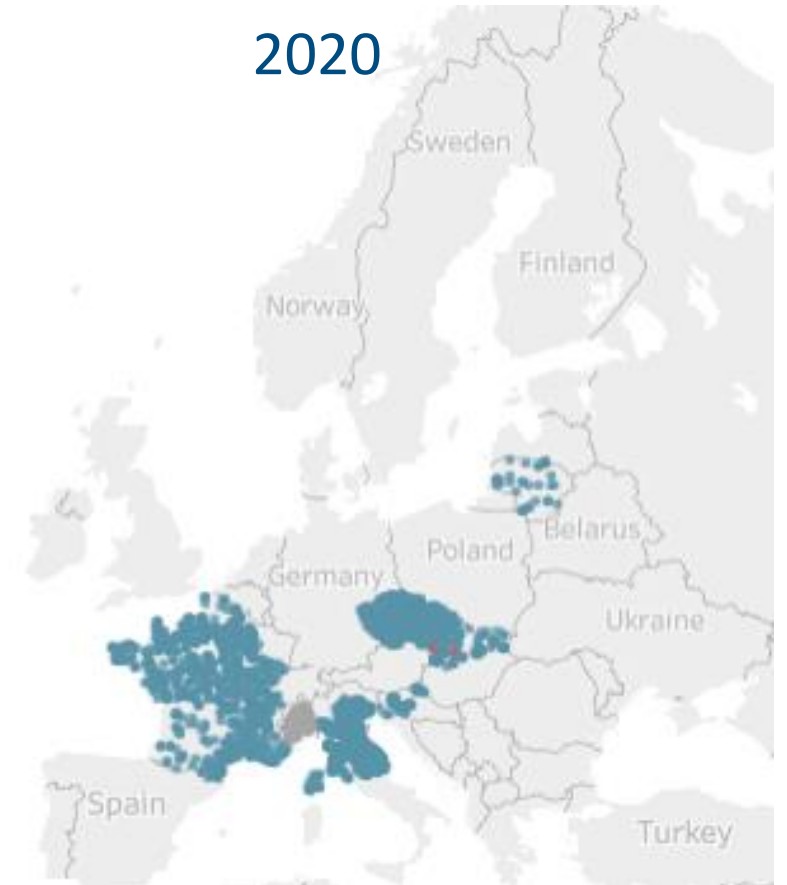 2020
Sweden
Finland
Norway
Belarus
Poland
Germany
Ukraine
Spain
Turkey